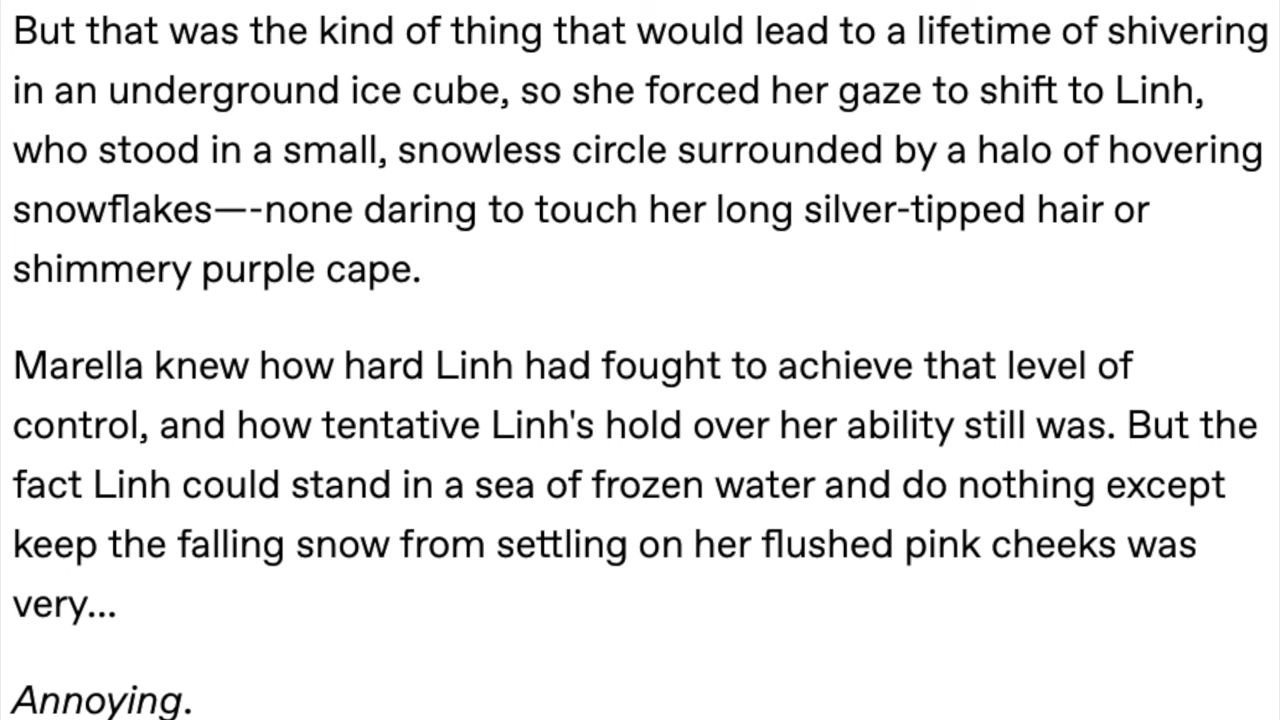 But that was the kind of thing that would lead to a lifetime of shivering
in an underground ice cube, so she forced her gaze to shift to Linh,
who stood in a small, snowless circle surrounded by a halo of hovering
snowflakes—-none daring to touch her long silver-tipped hair or
shimmery purple cape.
Marella knew how hard Linh had fought to achieve that level of
control, and how tentative Linh's hold over her ability still was. But the
fact Linh could stand in a sea of frozen water and do nothing except
keep the falling snow from settling on her flushed pink cheeks was
very...
Annoying.